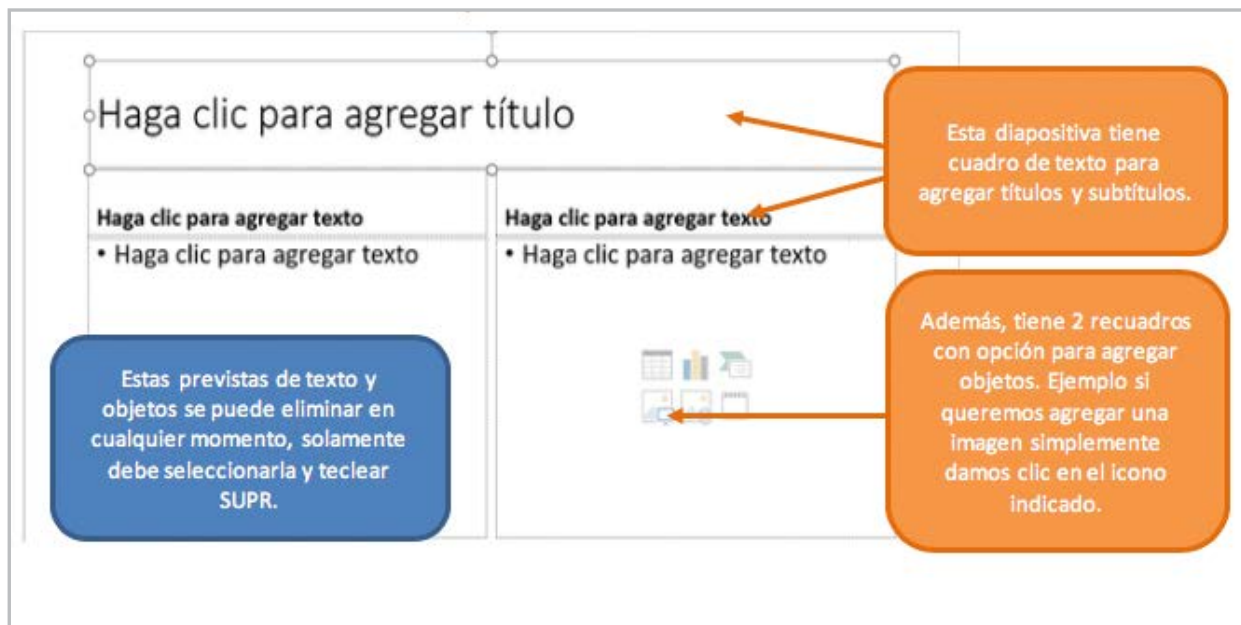 Haga clic para agregar título
Esta diapositiva tiene
cuadro de texto para
agregar títulos y subtítulos.
Haga clic para agregar texto
Haga clic para agregar texto
• Haga clic para agregar texto
• Haga clic para agregar texto
Además, tiene 2 recuadros
con opción para agregar
objetos. Ejemplo si
queremos agregar una
imagen simplemente
damos clic en el icono
indicado.
Estas previstas de texto y
objetos se puede eliminar en
cualquier momento, solamente
debe seleccionarla y teclear
SUPR.